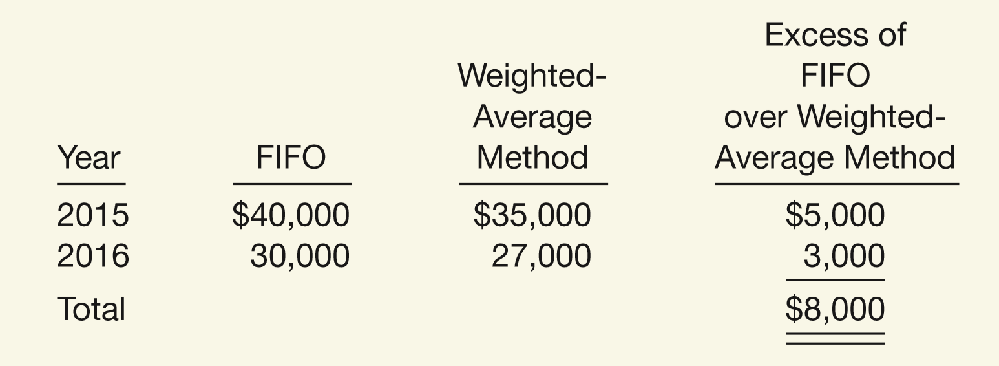 Excess of
FIFO
Weighted-
Average over Weighted-
Year FIFO Method Average Method
2015 $40,000 $35,000 $5,000
2016 30,000 27,000 3,000
Total $8,000